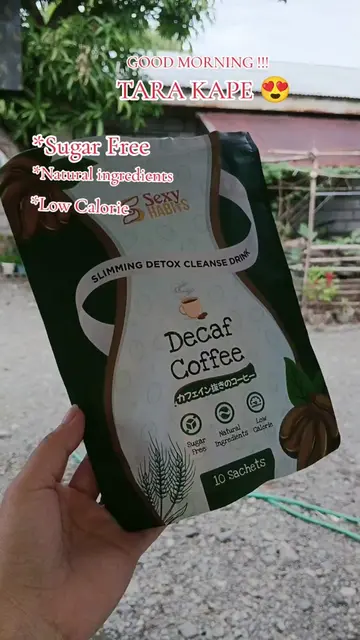 GOOD MORNING !!!
TARA KAPE 😍
*Sugar Free
*Natural ingredients
*Low Calorie
Sexy
HABITS
SLIMMING DETOX CLEANSE DRINK
Decaf
Coffee
カフェイン抜きのコーヒー
Sugar
Free
Natural
Ingredients
Low
Calorie
10 Sachets